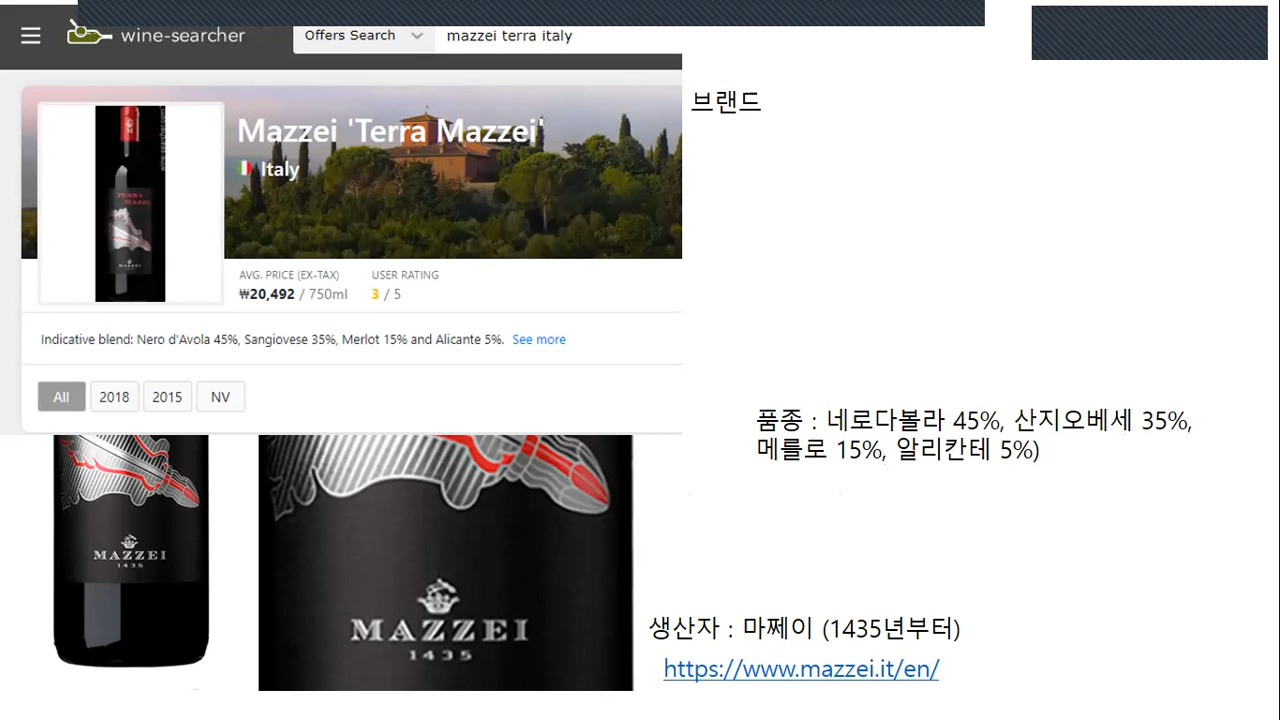 wine-searcher
Offers Search
mazzei terra italy
Mazzei 'Terra Mazzei'
Italy
AVG. PRICE (EX-TAX)
USER RATING
₩20,492 / 750ml
3 / 5
Indicative blend: Nero d'Avola 45%, Sangiovese 35%, Merlot 15% and Alicante 5%. See more
All
2018
2015
NV
TERRA
MAZZEI
MAZZEI
브랜드
품종 : 네로다볼라 45%, 산지오베세 35%,
메를로 15%, 알리칸테 5%)
MAZZEI
1435
MAZZEI
1435
생산자 : 마쩨이 (1435년부터)
https://www.mazzei.it/en/